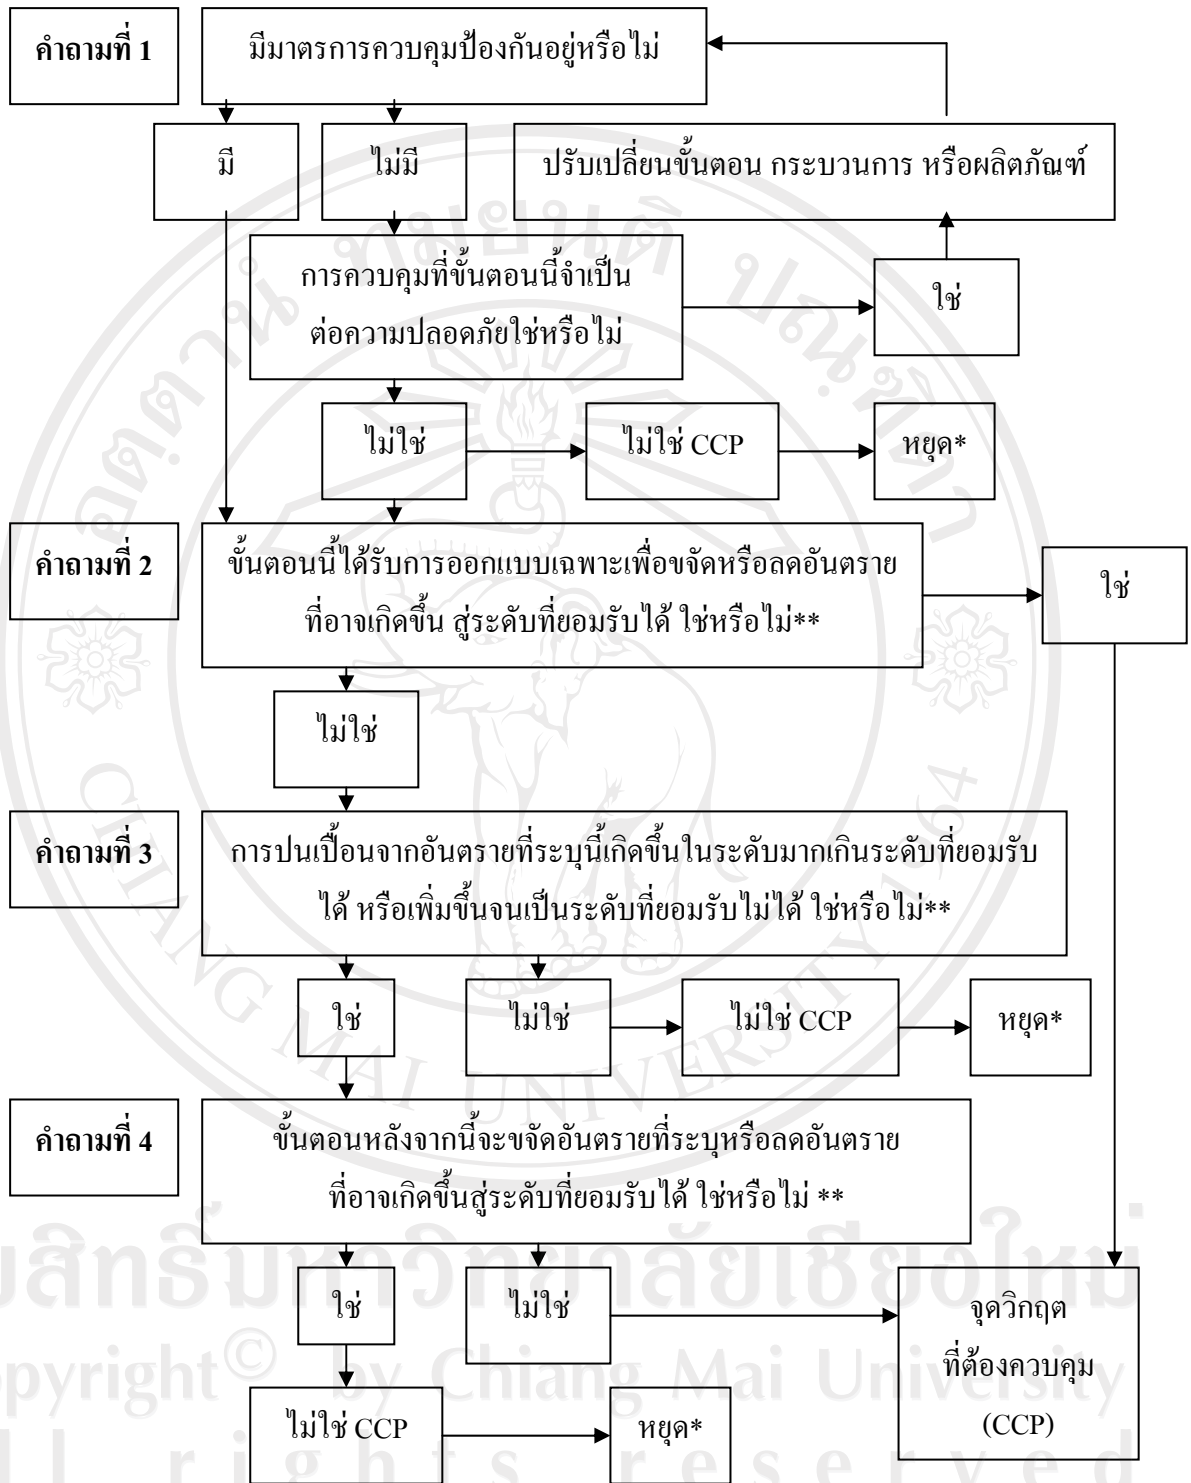 คำถามที่ 1
มีมาตรการควบคุมป้องกันอยู่หรือไม่
มี
ไม่มี
ปรับเปลี่ยนขั้นตอน กระบวนการ หรือผลิตภัณฑ์
การควบคุมที่ขั้นตอนนี้จำเป็น
ต่อความปลอดภัยใช่หรือไม่
ใช่
ไม่ใช่
ไม่ใช่ CCP
หยุด*
คำถามที่ 2
ขั้นตอนนี้ได้รับการออกแบบเฉพาะเพื่อขจัดหรือลดอันตราย
ที่อาจเกิดขึ้น สู่ระดับที่ยอมรับได้ ใช่หรือไม่**
ใช่
ไม่ใช่
คำถามที่ 3
การปนเปื้อนจากอันตรายที่ระบุนี้เกิดขึ้นในระดับมากเกินระดับที่ยอมรับ
ได้ หรือเพิ่มขึ้นจนเป็นระดับที่ยอมรับไม่ได้ ใช่หรือไม่**
ใช่
ไม่ใช่
ไม่ใช่ CCP
หยุด*
คำถามที่ 4
ขั้นตอนหลังจากนี้จะขจัดอันตรายที่ระบุหรือลดอันตราย
ที่อาจเกิดขึ้นสู่ระดับที่ยอมรับได้ ใช่หรือไม่ **
ใช่
ไม่ใช่
จุดวิกฤต
ที่ต้องควบคุม
(CCP)
ไม่ใช่ CCP
หยุด*
CHIANG MAI UNIVERSITY 1964
สิทธิ์มหาวิทยาลัยเชียงใหม่
opyright© by Chiang Mai University
rights reserved